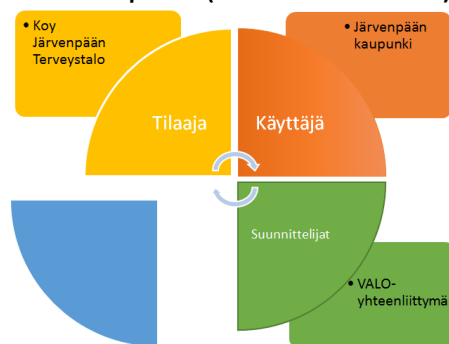 • Koy
Järvenpään
Terveystalo
• Järvenpään
kaupunki
Tilaaja
Käyttäjä
Suunnittelijat
• VALO-
yhteenliittymä